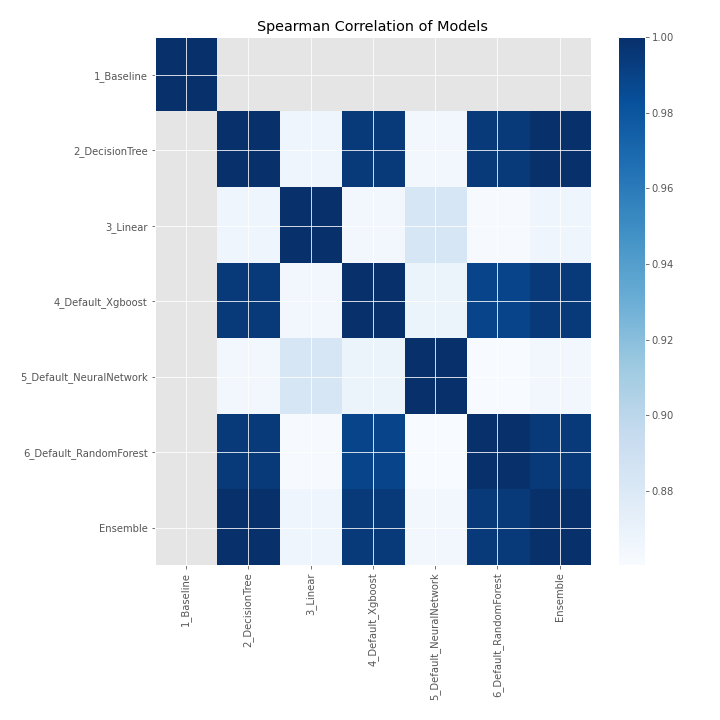 Spearman Correlation of Models
1_Baseline
2_DecisionTree
3_Linear
4_Default_Xgboost
5_Default_NeuralNetwork
6_Default_RandomForest
Ensemble
1_Baseline
2_DecisionTree
3_Linear
4_Default_Xgboost
5_Default_NeuralNetwork
6_Default_RandomForest
Ensemble
1.00
0.98
0.96
0.94
0.92
0.90
0.88